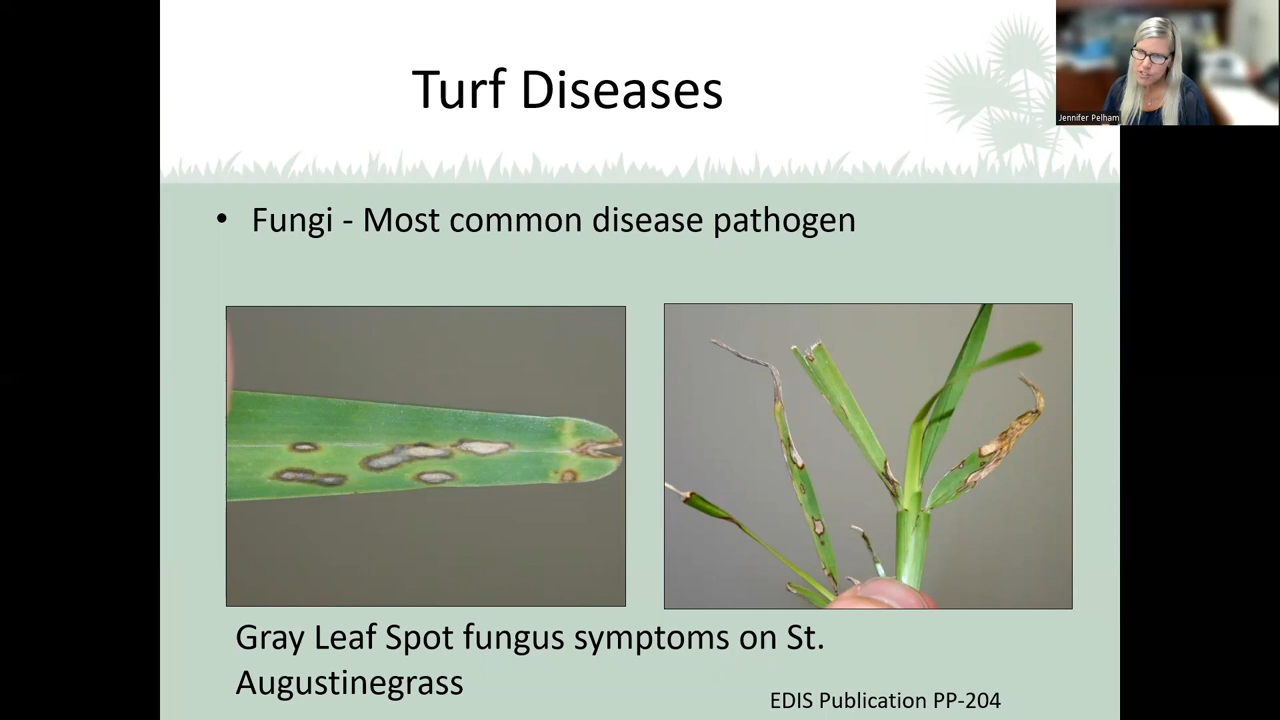 Turf Diseases
Jennifer Pelham
• Fungi - Most common disease pathogen
Gray Leaf Spot fungus symptoms on St.
Augustinegrass
EDIS Publication PP-204